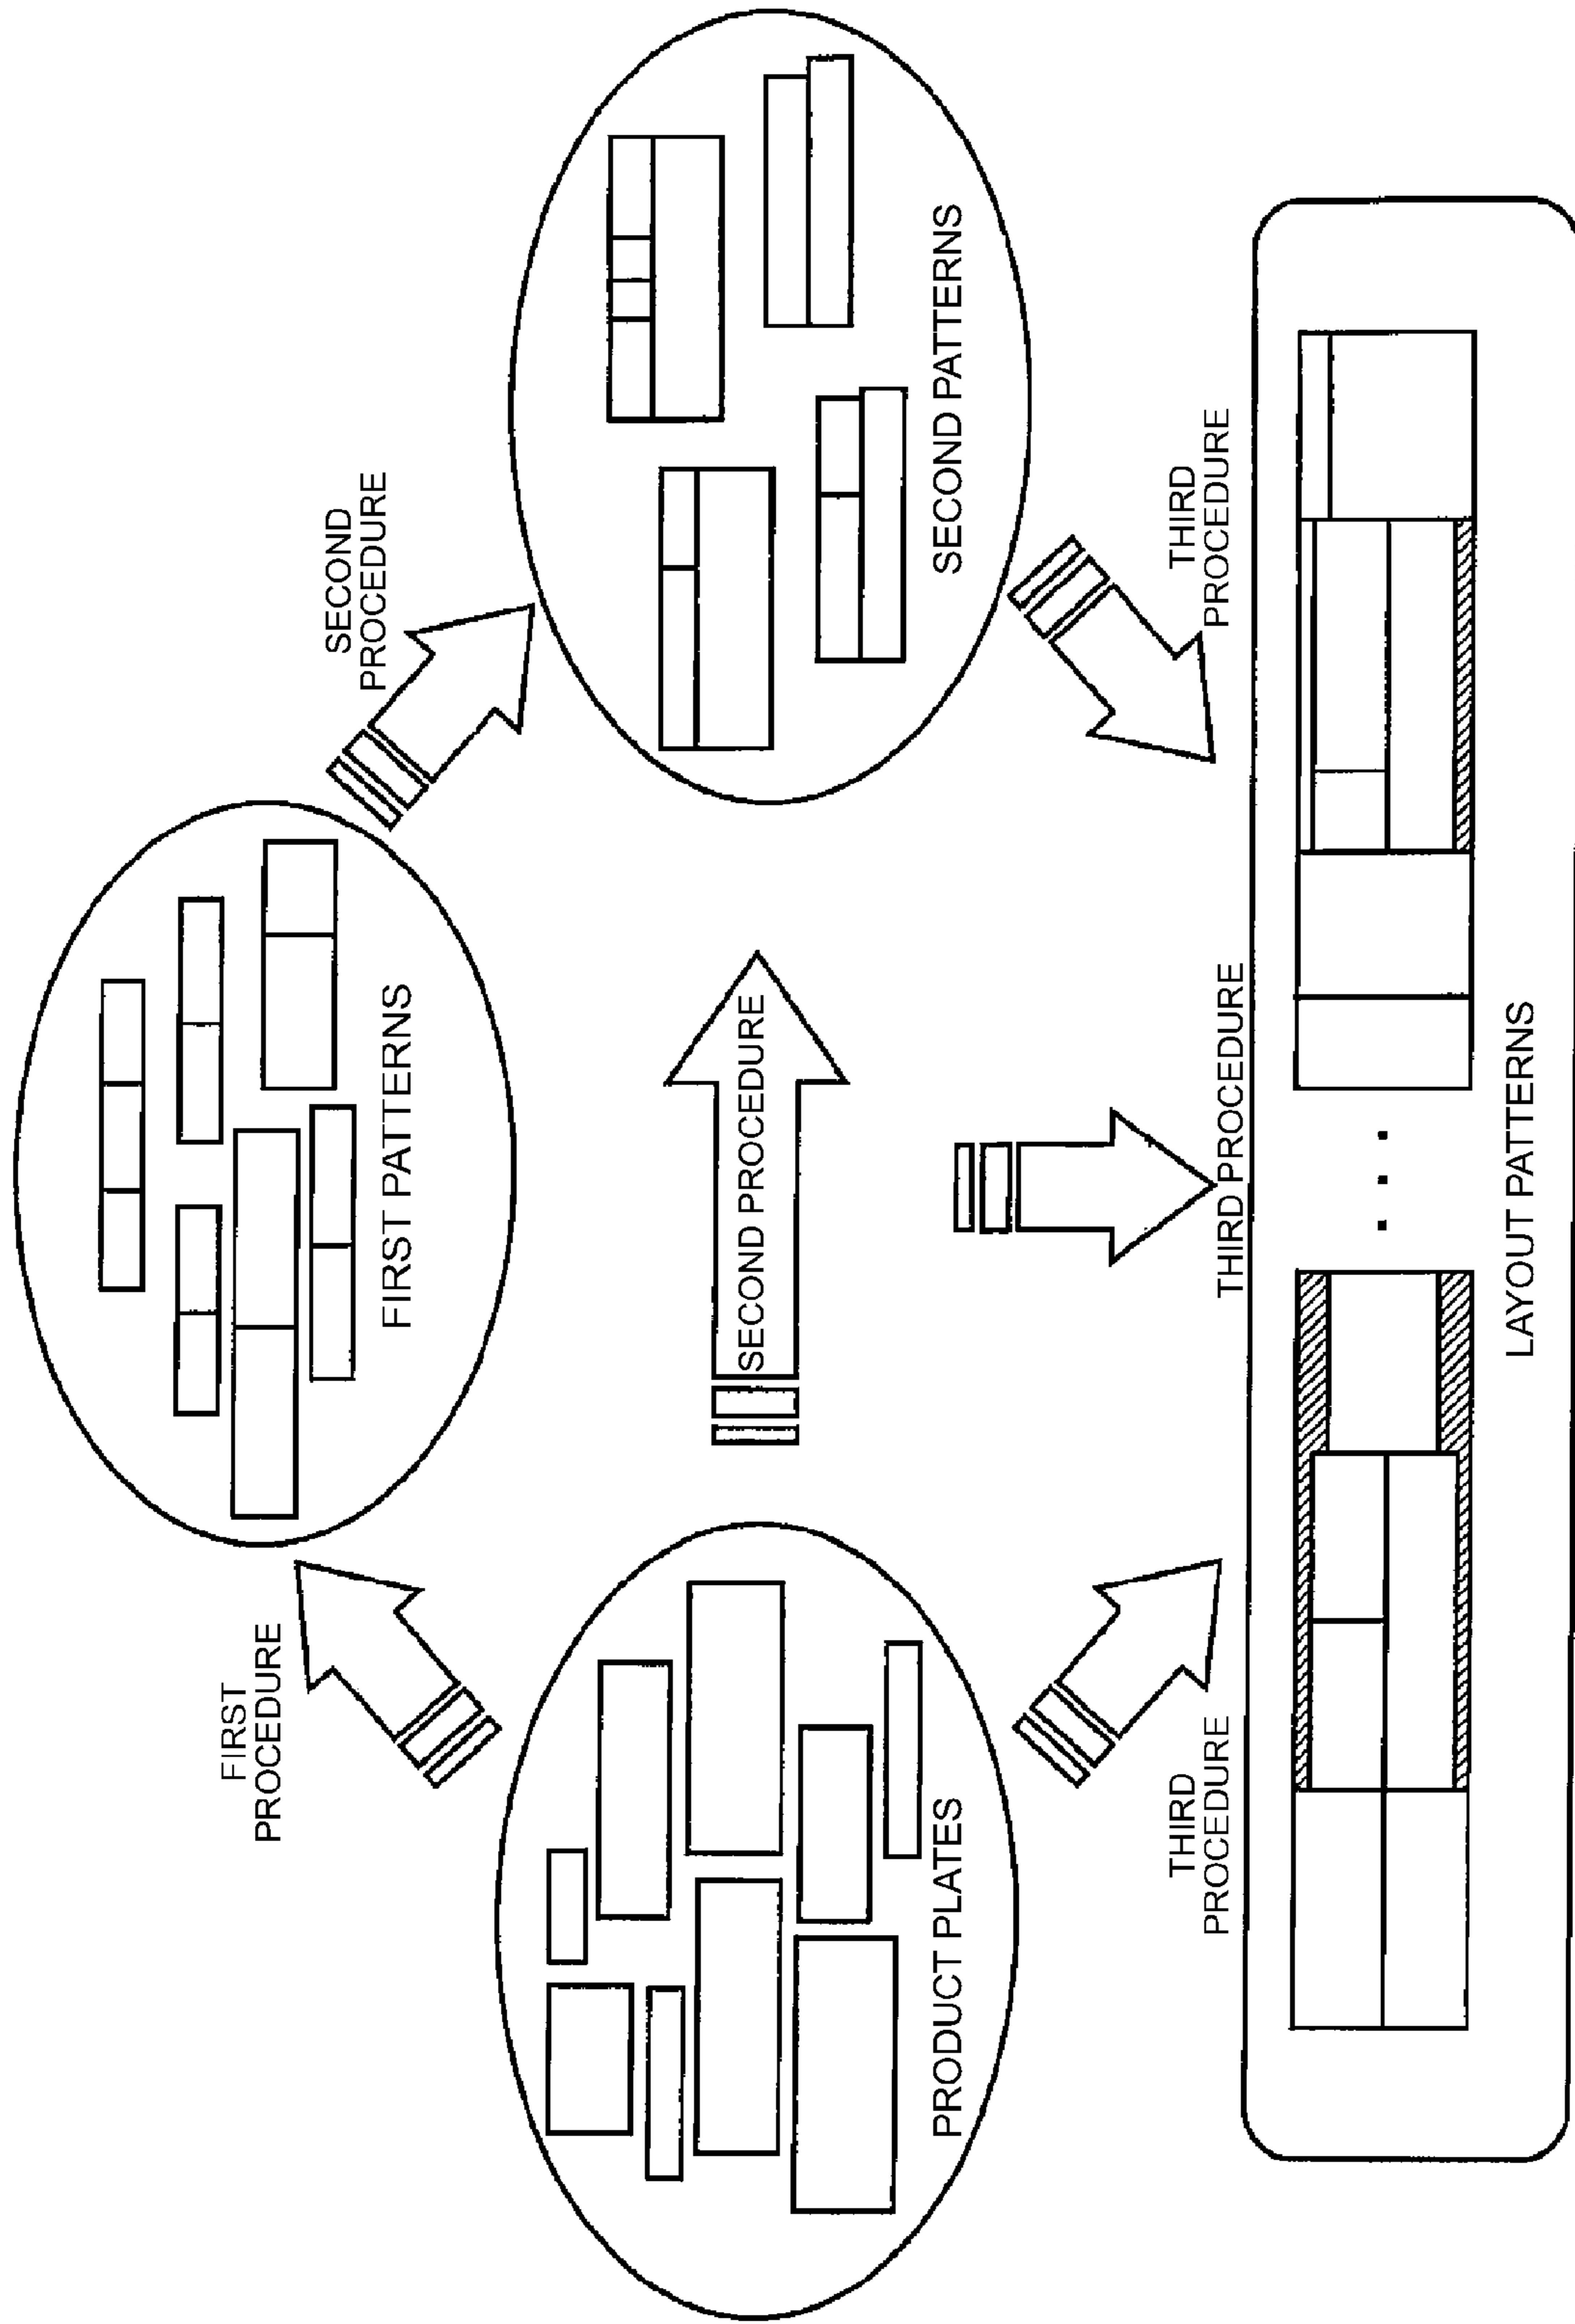 FIRST
PROCEDURE
FIRST PATTERNS
SECOND
PROCEDURE
PRODUCT PLATES
SECOND PROCEDURE
SECOND PATTERNS
THIRD
PROCEDURE
THIRD PROCEDURE
THIRD
PROCEDURE
LAYOUT PATTERNS